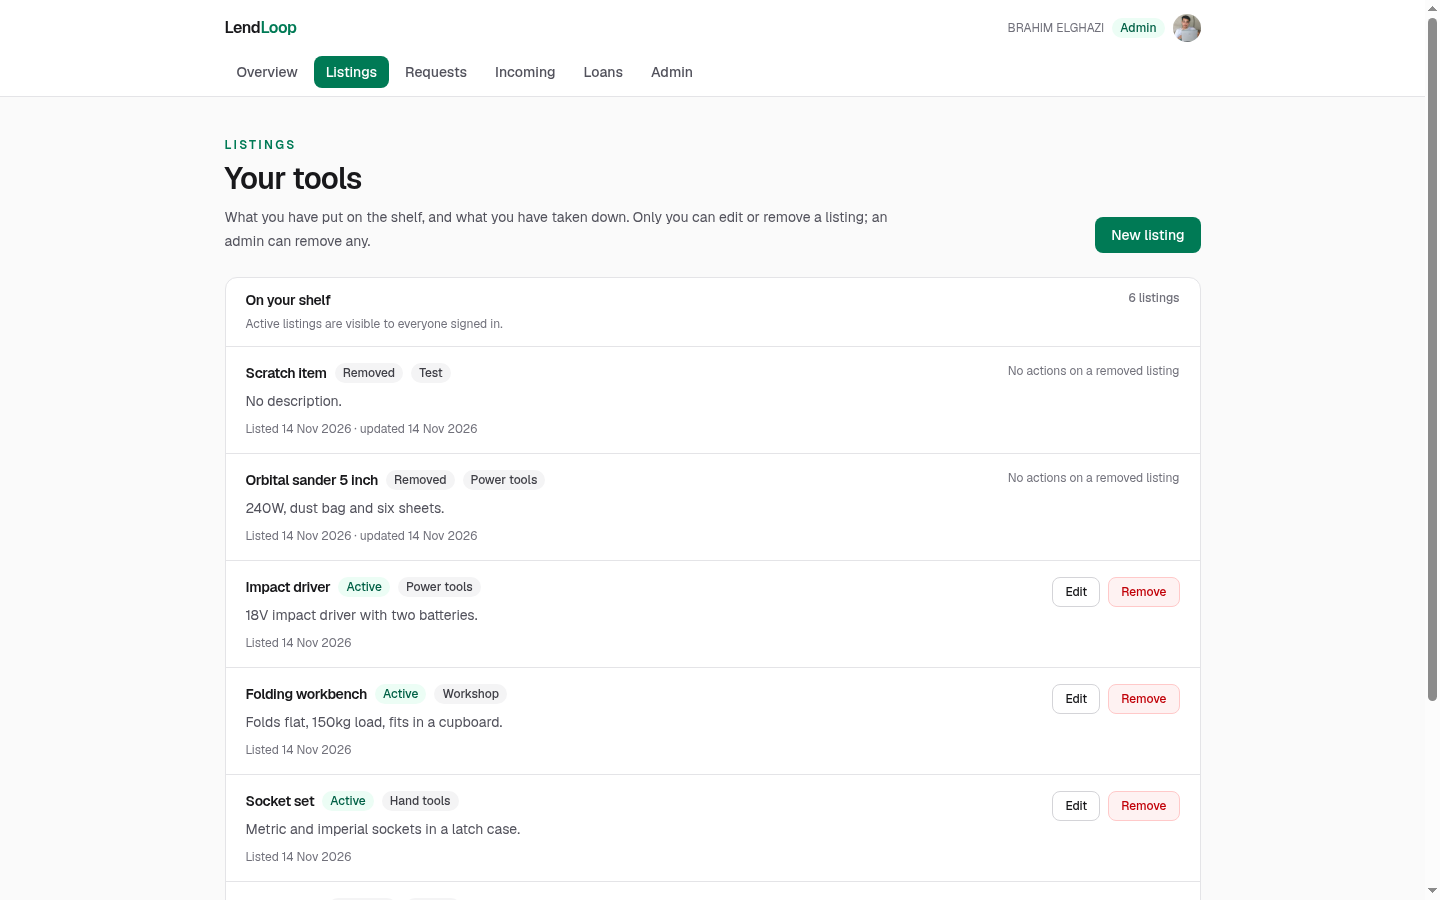 LendLoop
BRAHIM ELGHAZI Admin
Overview Listings Requests Incoming Loans Admin
LISTINGS
Your tools
What you have put on the shelf, and what you have taken down. Only you can edit or remove a listing; an
admin can remove any.
New listing
On your shelf
6 listings
Active listings are visible to everyone signed in.
Scratch item Removed Test
No actions on a removed listing
No description.
Listed 14 Nov 2026 · updated 14 Nov 2026
Orbital sander 5 inch Removed Power tools
No actions on a removed listing
240W, dust bag and six sheets.
Listed 14 Nov 2026 · updated 14 Nov 2026
Impact driver Active Power tools
Edit Remove
18V impact driver with two batteries.
Listed 14 Nov 2026
Folding workbench Active Workshop
Edit Remove
Folds flat, 150kg load, fits in a cupboard.
Listed 14 Nov 2026
Socket set Active Hand tools
Edit Remove
Metric and imperial sockets in a latch case.
Listed 14 Nov 2026